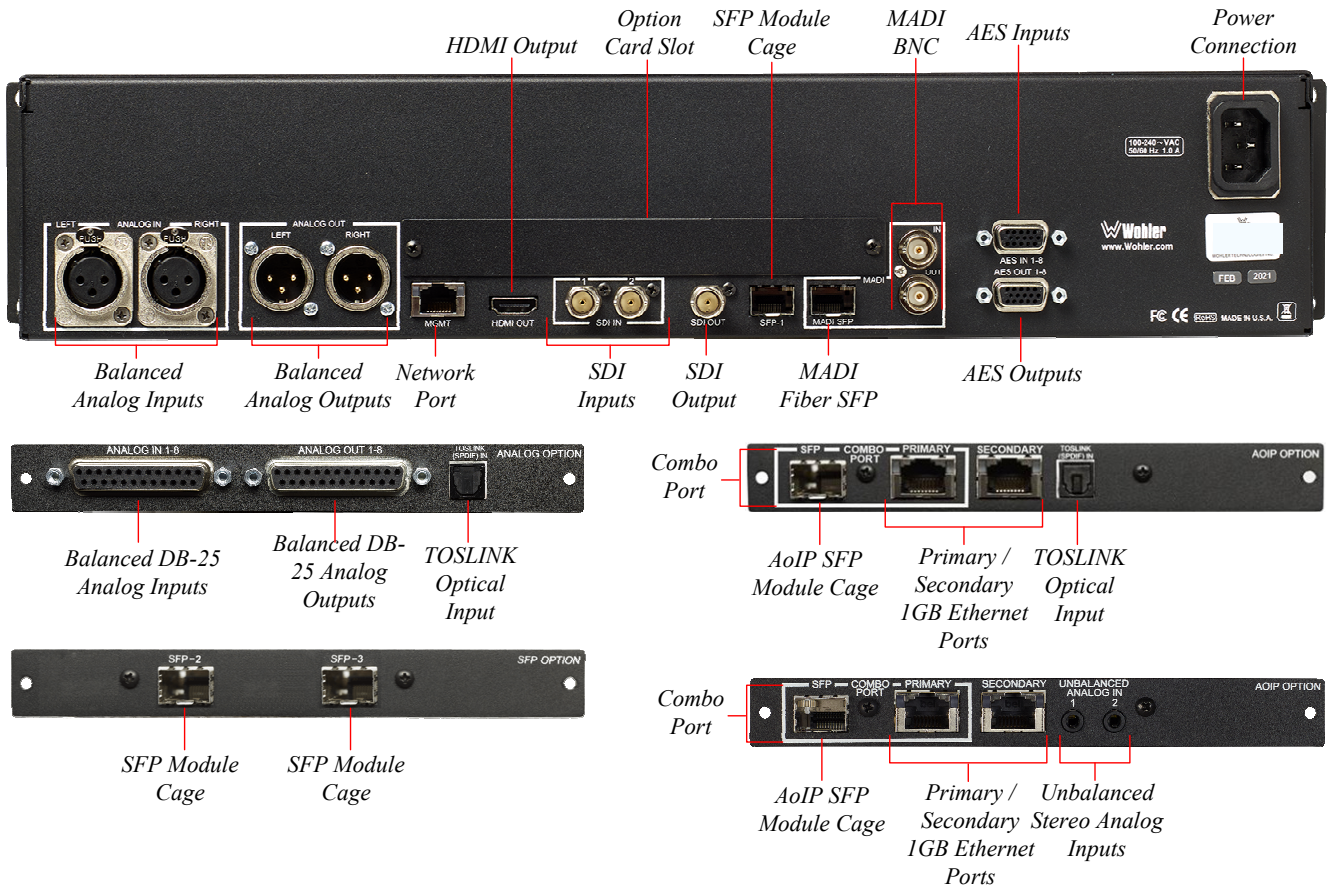 HDMI Output
Option
Card Slot
SFP Module
Cage
MADI
BNC
AES Inputs
Power
Connection
100-240~VAC
50/60 Hz 1.0 A
LEFT
ANALOG IN
RIGHT
PUSH
PUSH
ANALOG OUT
LEFT
RIGHT
MGMT
HDMI OUT
1
2
SDI IN
SDI OUT
SFP-1
MADI SFP
MADI
IN
OUT
AES IN 1-8
AES OUT 1-8
Wohler
www.Wohler.com
FEB
2021
FC CE RoHS MADE IN U.S.A.
Balanced
Analog Inputs
Balanced
Analog Outputs
Network
Port
SDI
Inputs
SDI
Output
MADI
Fiber SFP
AES Outputs
ANALOG IN 1-8
ANALOG OUT 1-8
TOSLINK
(SPDIF) IN
ANALOG OPTION
Balanced DB-25
Analog Inputs
Balanced DB-
25 Analog
Outputs
TOSLINK
Optical
Input
Combo
Port
SFP
COMBO
PORT
PRIMARY
SECONDARY
TOSLINK
(SPDIF) IN
AOIP OPTION
AoIP SFP
Module Cage
Primary /
Secondary
1GB Ethernet
Ports
TOSLINK
Optical
Input
SFP-2
SFP-3
SFP OPTION
SFP Module
Cage
SFP Module
Cage
Combo
Port
SFP
COMBO
PORT
PRIMARY
SECONDARY
UNBALANCED
ANALOG IN
1
2
AOIP OPTION
AoIP SFP
Module Cage
Primary /
Secondary
1GB Ethernet
Ports
Unbalanced
Stereo Analog
Inputs